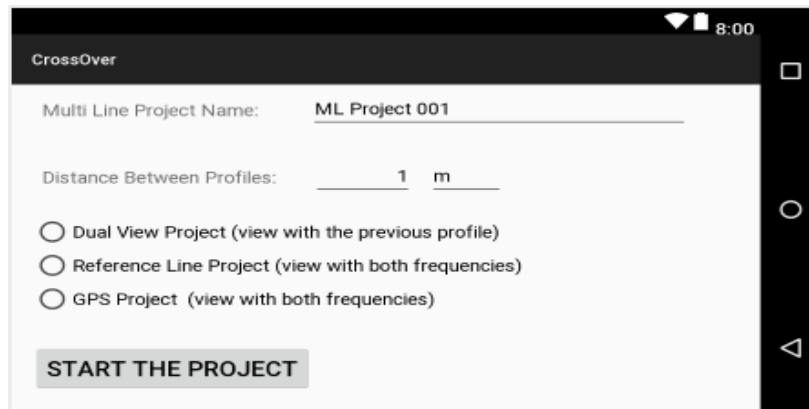 8:00
CrossOver
Multi Line Project Name: ML Project 001
Distance Between Profiles: 1 m
Dual View Project (view with the previous profile)
Reference Line Project (view with both frequencies)
GPS Project (view with both frequencies)
START THE PROJECT